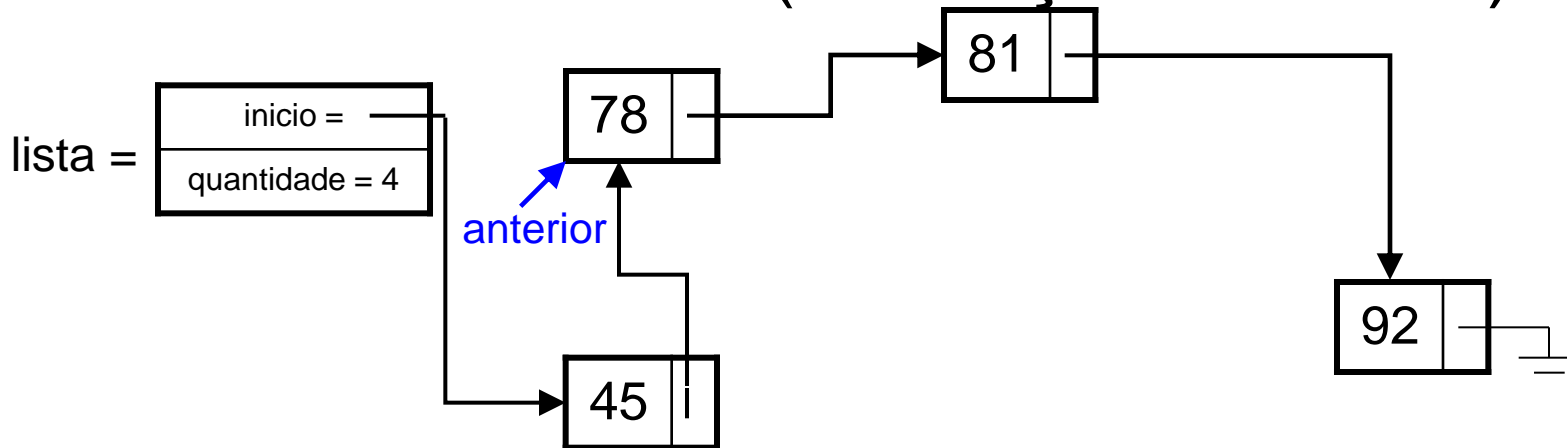 81
78
inicio =
lista =
quantidade = 4
anterior
92
45